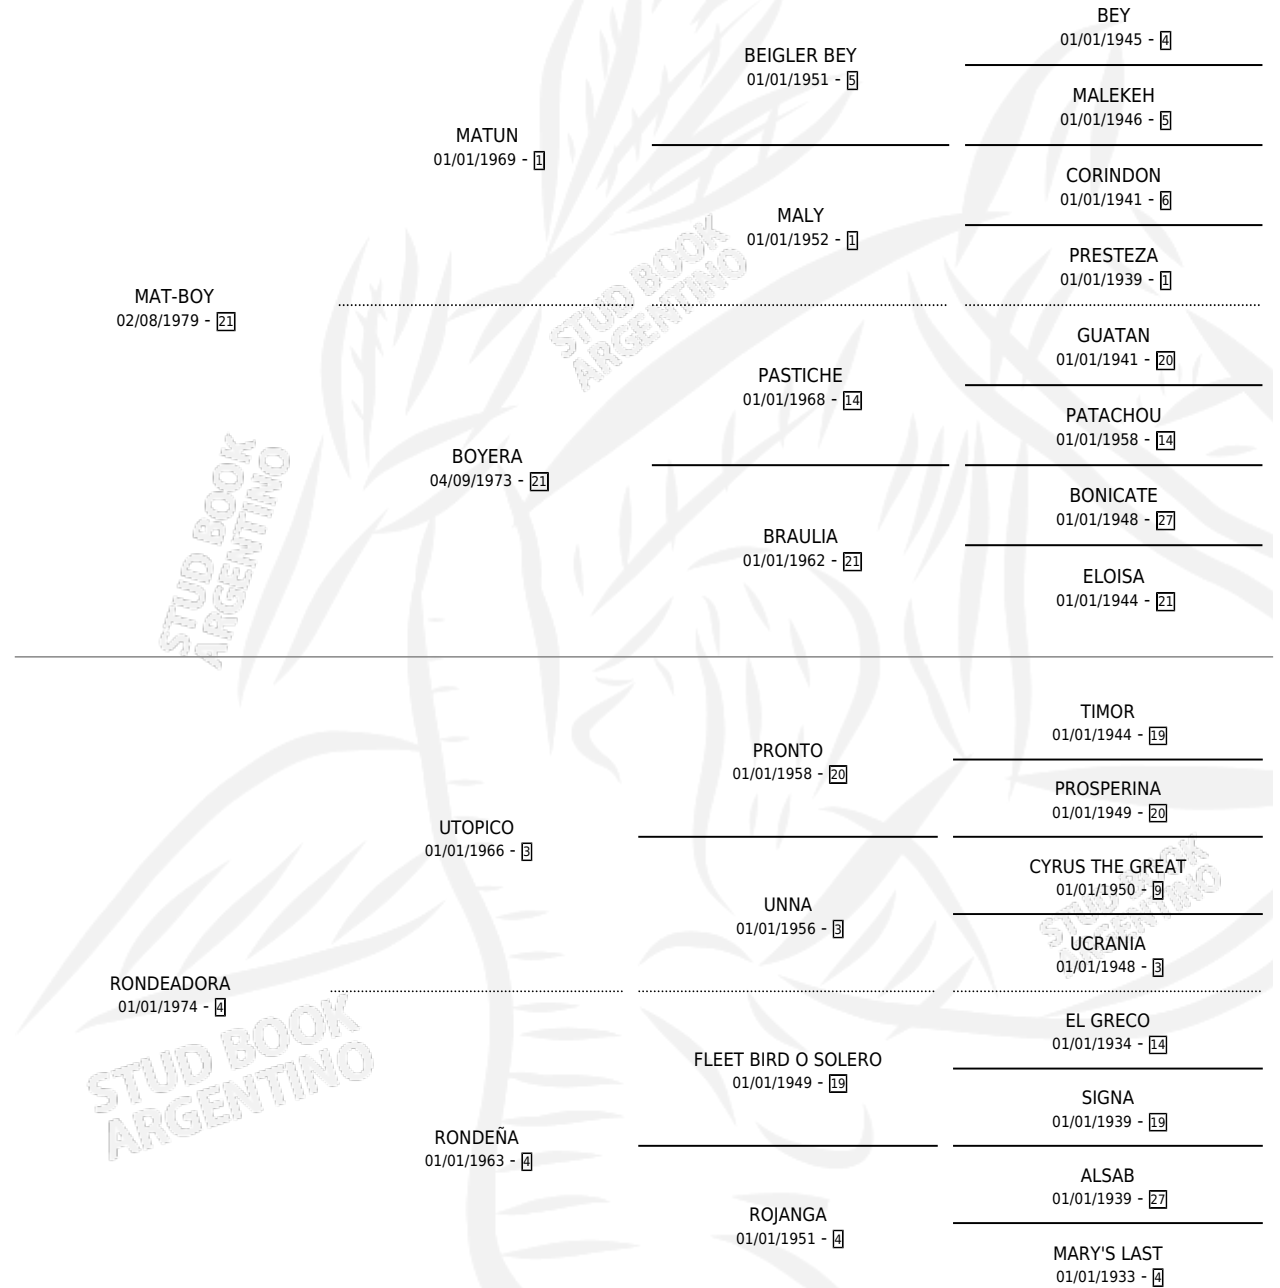 BEY
01/01/1945 - 4
BEIGLER BEY
01/01/1951 - 5
MALEKEH
01/01/1946 - 5
MATUN
01/01/1969 - 1
CORINDON
01/01/1941 - 6
MALY
01/01/1952 - 1
PRESTEZA
01/01/1939 - 1
MAT-BOY
02/08/1979 - 21
GUATAN
01/01/1941 - 20
PASTICHE
01/01/1968 - 14
PATACHOU
01/01/1958 - 14
BOYERA
04/09/1973 - 21
BONICATE
01/01/1948 - 27
BRAULIA
01/01/1962 - 21
ELOISA
01/01/1944 - 21
STUD BOOK
ARGENTINO
STUD BOOK
ARGENTINO
TIMOR
01/01/1944 - 19
PRONTO
01/01/1958 - 20
PROSPERINA
01/01/1949 - 20
UTOPICO
01/01/1966 - 3
CYRUS THE GREAT
01/01/1950 - 9
UNNA
01/01/1956 - 3
UCRANIA
01/01/1948 - 3
STUD BOOK
ARGENTINO
RONDEADORA
01/01/1974 - 4
EL GRECO
01/01/1934 - 14
FLEET BIRD O SOLERO
01/01/1949 - 19
SIGNA
01/01/1939 - 19
RONDEÑA
01/01/1963 - 4
ALSAB
01/01/1939 - 27
ROJANGA
01/01/1951 - 4
MARY'S LAST
01/01/1933 - 4
STUD BOOK
ARGENTINO